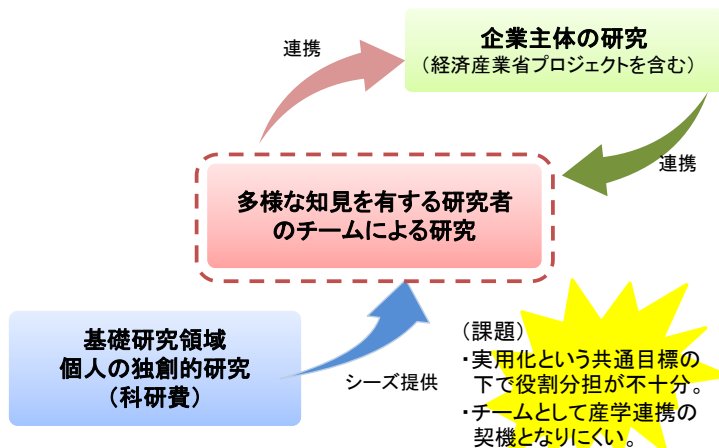 企業主体の研究
（経済産業省プロジェクトを含む）
連携
連携
多様な知見を有する研究者
のチームによる研究
基礎研究領域
個人の独創的研究
（科研費）
シーズ提供
（課題）
・実用化という共通目標の
下で役割分担が不十分。
・チームとして産学連携の
契機となりにくい。